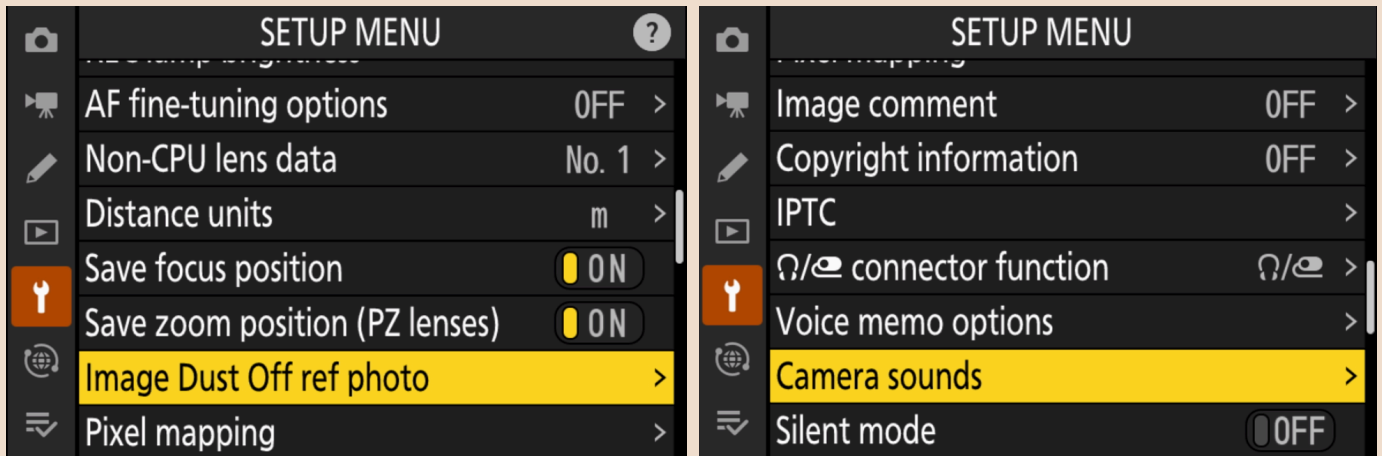 SETUP MENU ?
AF fine-tuning options OFF >
Non-CPU lens data No. 1 >
Distance units m >
Save focus position ON
Save zoom position (PZ lenses) ON
Image Dust Off ref photo >
Pixel mapping >
SETUP MENU
Pixel mapping
Image comment OFF >
Copyright information OFF >
IPTC >
/ connector function / >
Voice memo options >
Camera sounds >
Silent mode OFF